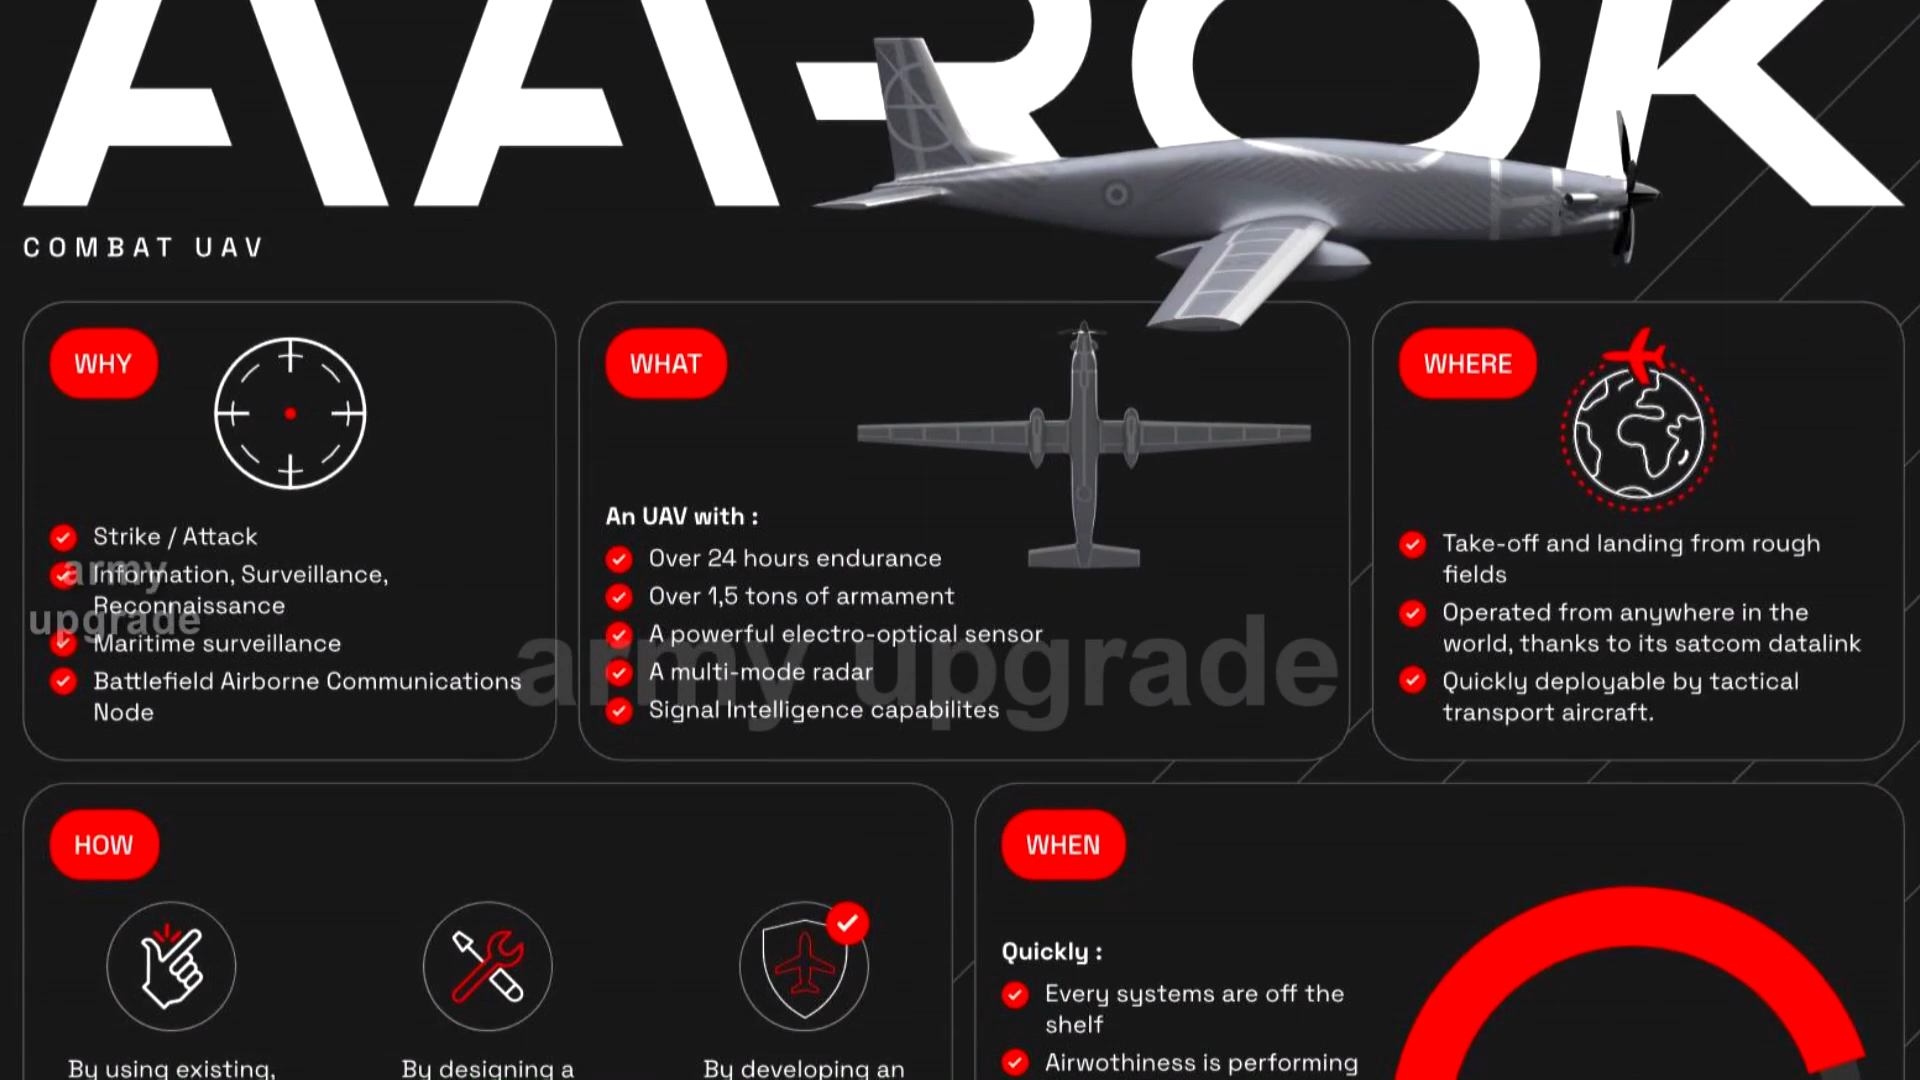 AAROK
COMBAT UAV
WHY
Strike / Attack
Information, Surveillance,
Reconnaissance
Maritime surveillance
Battlefield Airborne Communications
Node
WHAT
An UAV with :
Over 24 hours endurance
Over 1,5 tons of armament
A powerful electro-optical sensor
A multi-mode radar
Signal Intelligence capabilites
WHERE
Take-off and landing from rough
fields
Operated from anywhere in the
world, thanks to its satcom datalink
Quickly deployable by tactical
transport aircraft.
army
upgrade
army upgrade
HOW
By using existing,
By designing a
By developing an
WHEN
Quickly :
Every systems are off the
shelf
Airwothiness is performing